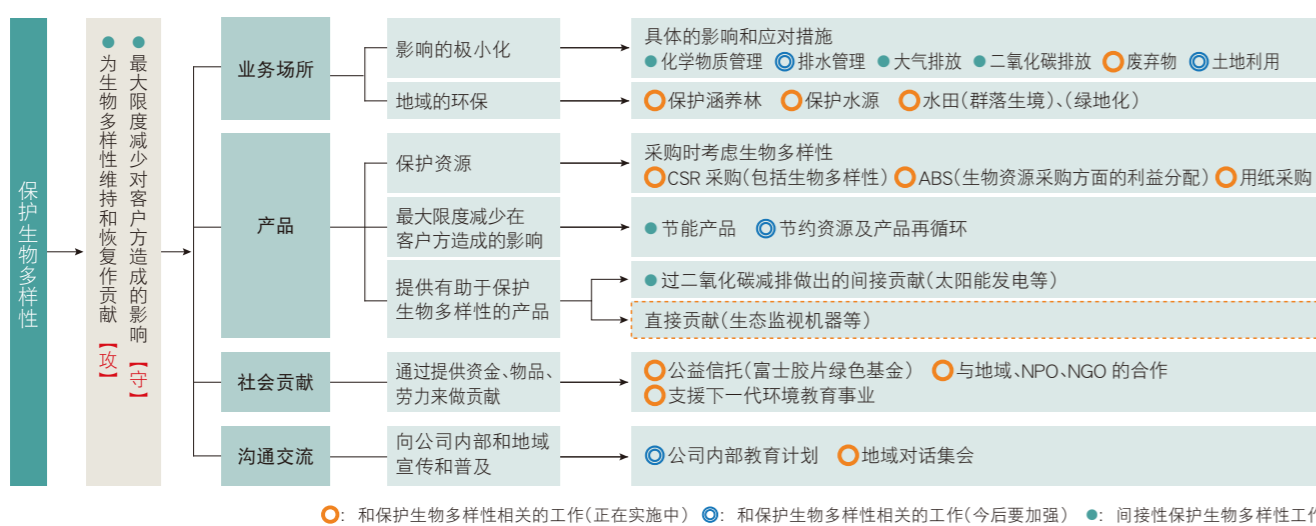 保护生物多样性
● 最大限度减少对客户方造成的影响【守】
● 为生物多样性维持和恢复作贡献【攻】
业务场所
影响的极小化
具体的影响和应对措施
●化学物质管理 ◎排水管理 ●大气排放 ●二氧化碳排放 ○废弃物 ◎土地利用
地域的环保
○保护涵养林 ○保护水源 ○水田(群落生境)、(绿地化)
产品
保护资源
采购时考虑生物多样性
○CSR 采购(包括生物多样性) ○ABS(生物资源采购方面的利益分配) ○用纸采购
最大限度减少在
客户方造成的影响
●节能产品 ◎节约资源及产品再循环
提供有助于保护
生物多样性的产品
●过二氧化碳减排做出的间接贡献(太阳能发电等)
直接贡献(生态监视机器等)
社会贡献
通过提供资金、物品、
劳力来做贡献
○公益信托(富士胶片绿色基金) ○与地域、NPO、NGO 的合作
○支援下一代环境教育事业
沟通交流
向公司内部和地域
宣传和普及
◎公司内部教育计划 ○地域对话集会
○: 和保护生物多样性相关的工作(正在实施中) ◎: 和保护生物多样性相关的工作(今后要加强) ●: 间接性保护生物多样性工